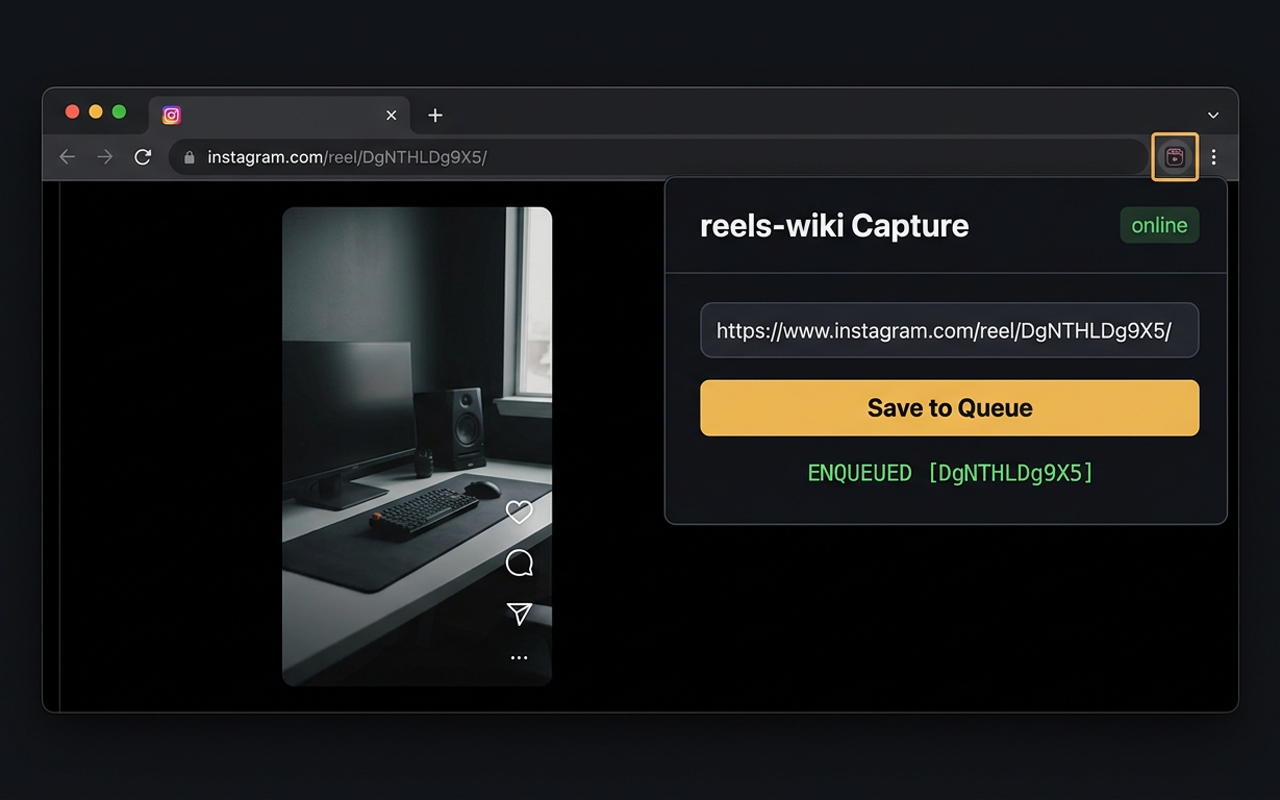 instagram.com/reel/DgNTHLDg9X5/
reels-wiki Capture
online
https://www.instagram.com/reel/DgNTHLDg9X5/
Save to Queue
ENQUEUED [DgNTHLDg9X5]